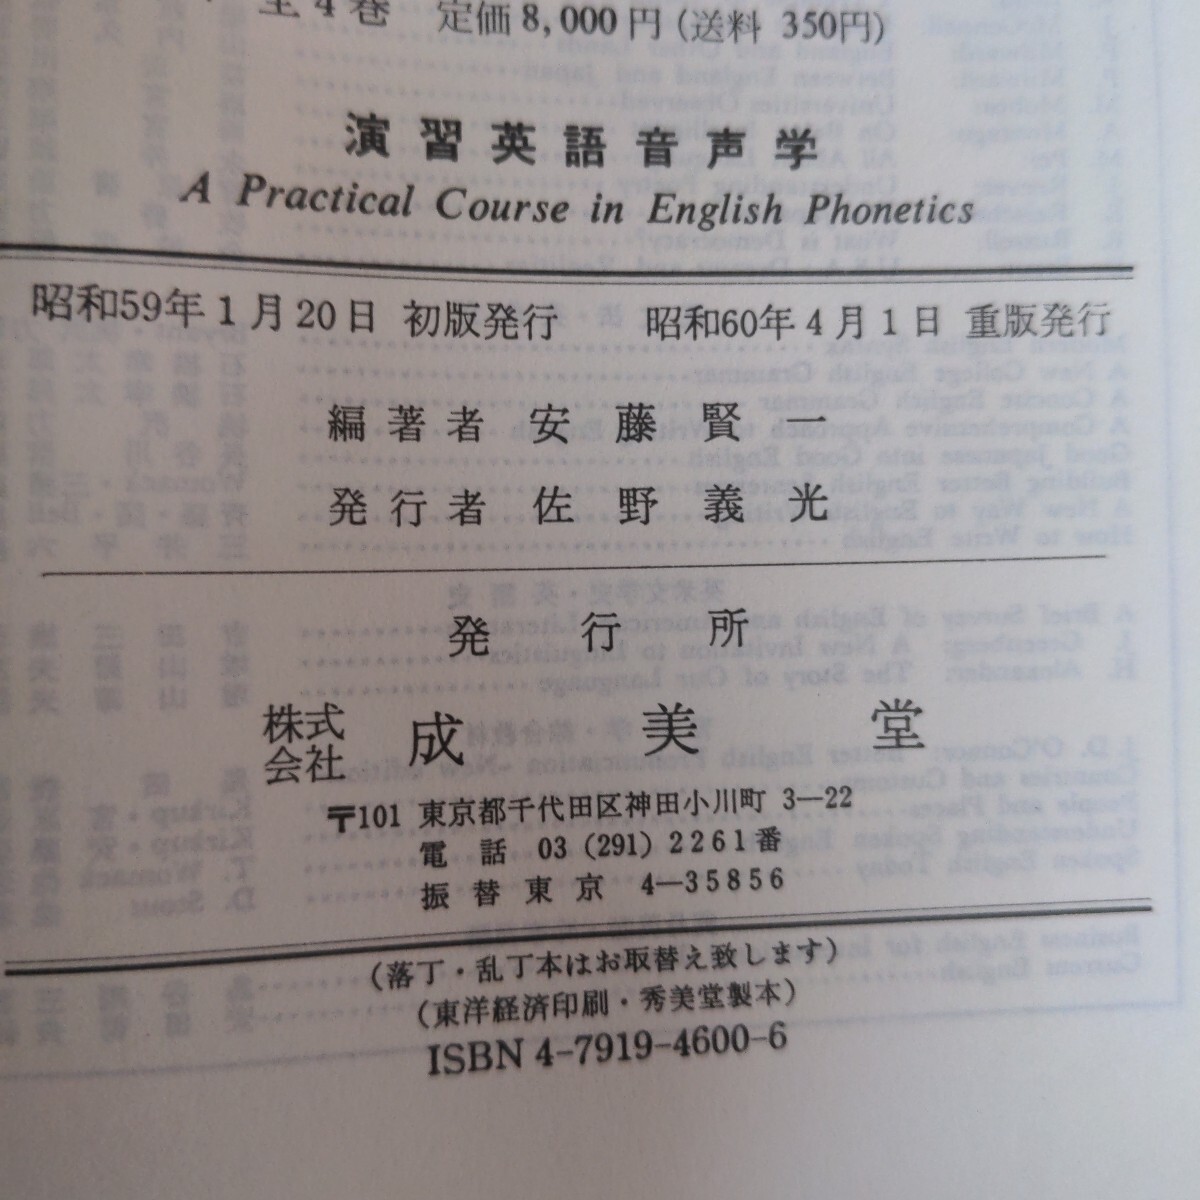 全4巻 定価8,000円(送料 350円)
演習英語音声学
A Practical Course in English Phonetics
昭和59年1月20日 初版発行 昭和60年4月1日 重版発行
編著者 安藤賢一
発行者 佐野義光
発行所
株式会社 成美堂
〒101 東京都千代田区神田小川町 3―22
電話 03 (291) 2261番
振替東京 4―35856
(落丁・乱丁本はお取替え致します)
(東洋経済印刷・秀美堂製本)
ISBN 4-7919-4600-6